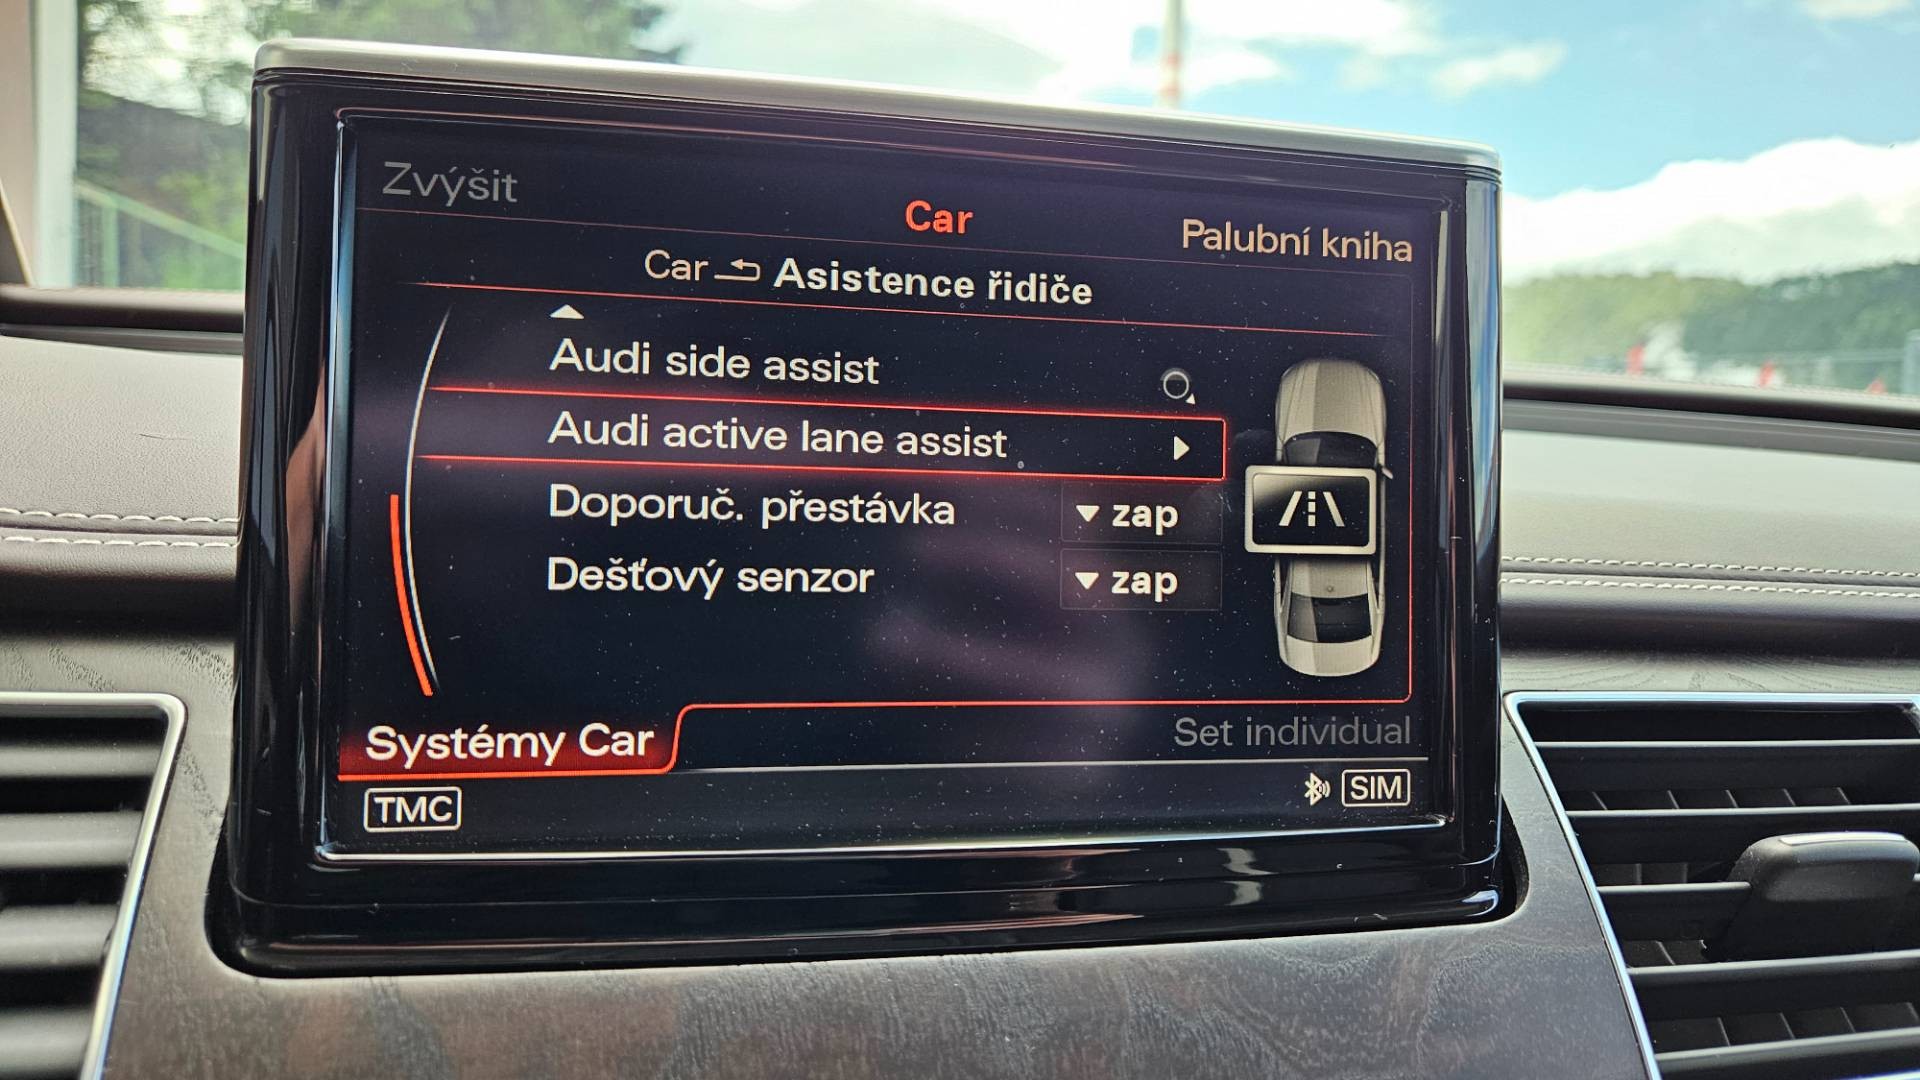 Zvýšit
Car
Palubní kniha
Car Asistence řidiče
Audi side assist
Audi active lane assist
Doporuč. přestávka zap
Dešťový senzor zap
Systémy Car
Set individual
TMC
SIM